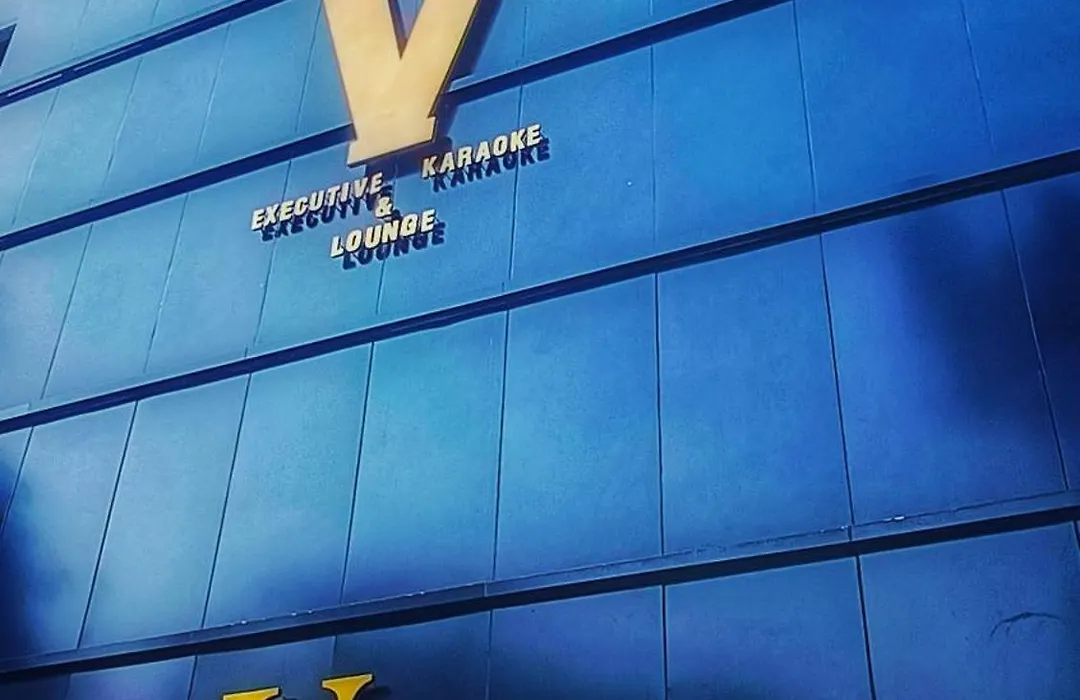 V
EXECUTIVE KARAOKE
&
LOUNGE